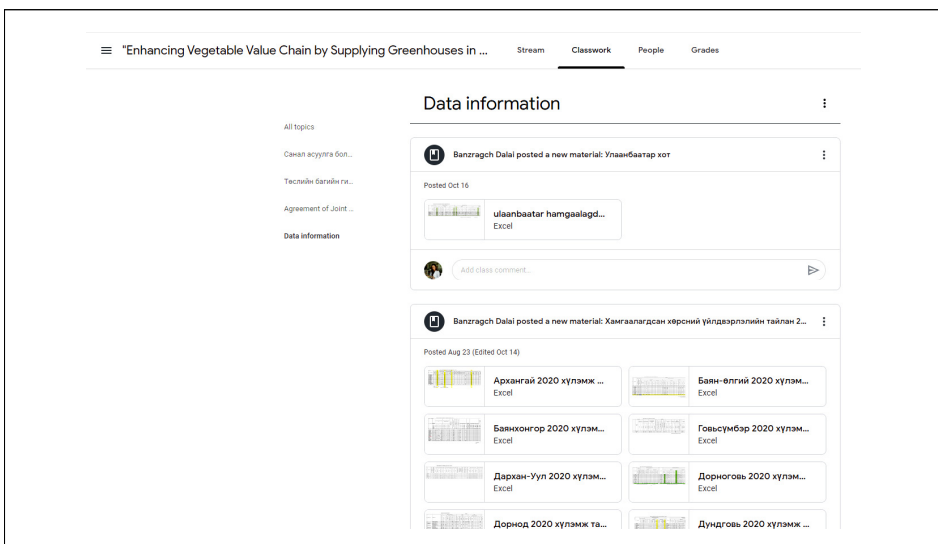 "Enhancing Vegetable Value Chain by Supplying Greenhouses in ... Stream Classwork People Grades
Data information
All topics
Санал асуулга бол...
Төслийн багийн ги...
Agreement of Joint ...
Data information
Banzragch Dalai posted a new material: Улаанбаатар хот
Posted Oct 16
ulaanbaatar hamgaalagd...
Excel
Add class comment...
Banzragch Dalai posted a new material: Хамгаалагдсан хөрсний үйлдвэрлэлийн тайлан 2...
Posted Aug 23 (Edited Oct 14)
Архангай 2020 хүлэмж ...
Excel
Баян-өлгий 2020 хүлэм...
Excel
Баянхонгор 2020 хүлэм...
Excel
Говьсүмбэр 2020 хүлэм...
Excel
Дархан-Уул 2020 хүлэм...
Excel
Дорноговь 2020 хүлэм...
Excel
Дорнод 2020 хүлэмж та...
Дундговь 2020 хүлэмж ...